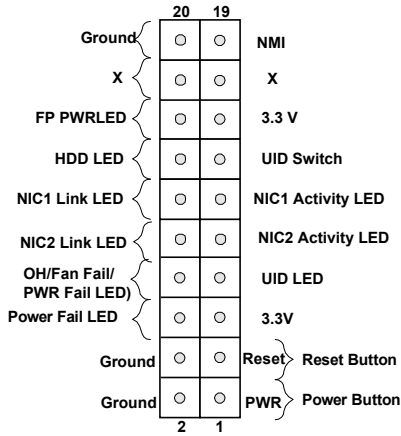 20 19
Ground NMI
X X
FP PWRLED 3.3 V
HDD LED UID Switch
NIC1 Link LED NIC1 Activity LED
NIC2 Link LED NIC2 Activity LED
OH/Fan Fail/
PWR Fail LED) UID LED
Power Fail LED 3.3V
Ground Reset Reset Button
Ground PWR Power Button
2 1